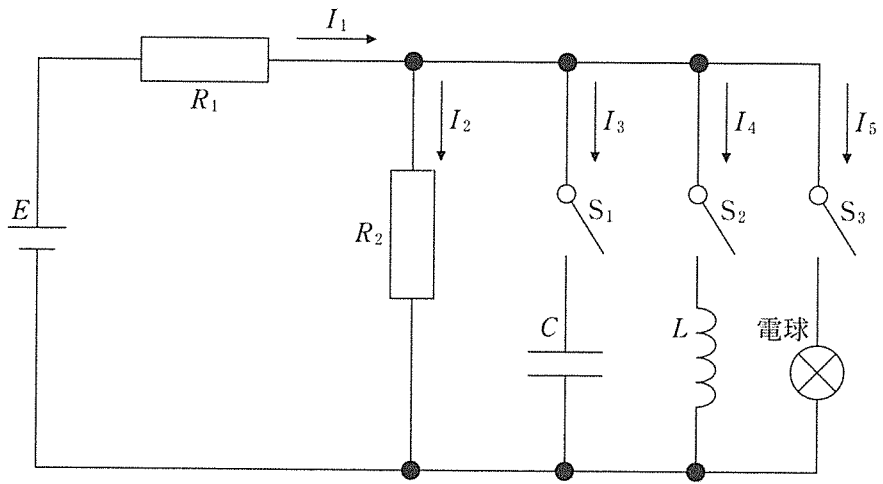 I₁
R₁
I₂
I₃
I₄
I₅
E
R₂
S₁
S₂
S₃
C
L
電球